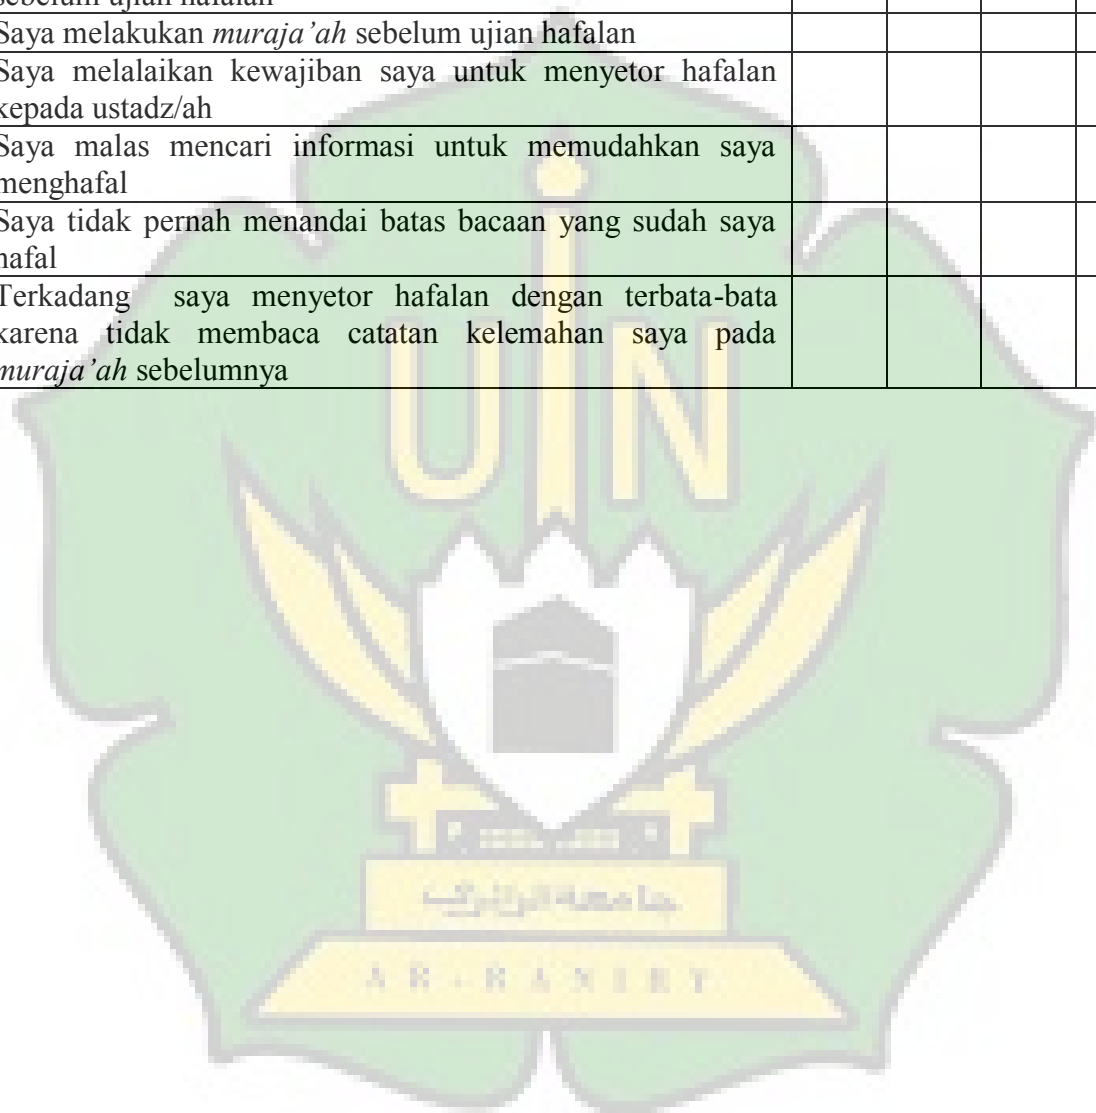 sebelum ujian hafalan
Saya melakukan muraja’ah sebelum ujian hafalan
Saya melalaikan kewajiban saya untuk menyetor hafalan
kepada ustadz/ah
Saya malas mencari informasi untuk memudahkan saya
menghafal
Saya tidak pernah menandai batas bacaan yang sudah saya
hafal
Terkadang saya menyetor hafalan dengan terbata-bata
karena tidak membaca catatan kelemahan saya pada
muraja’ah sebelumnya
UIN
جامعة الرانيري
AR-RANIRY